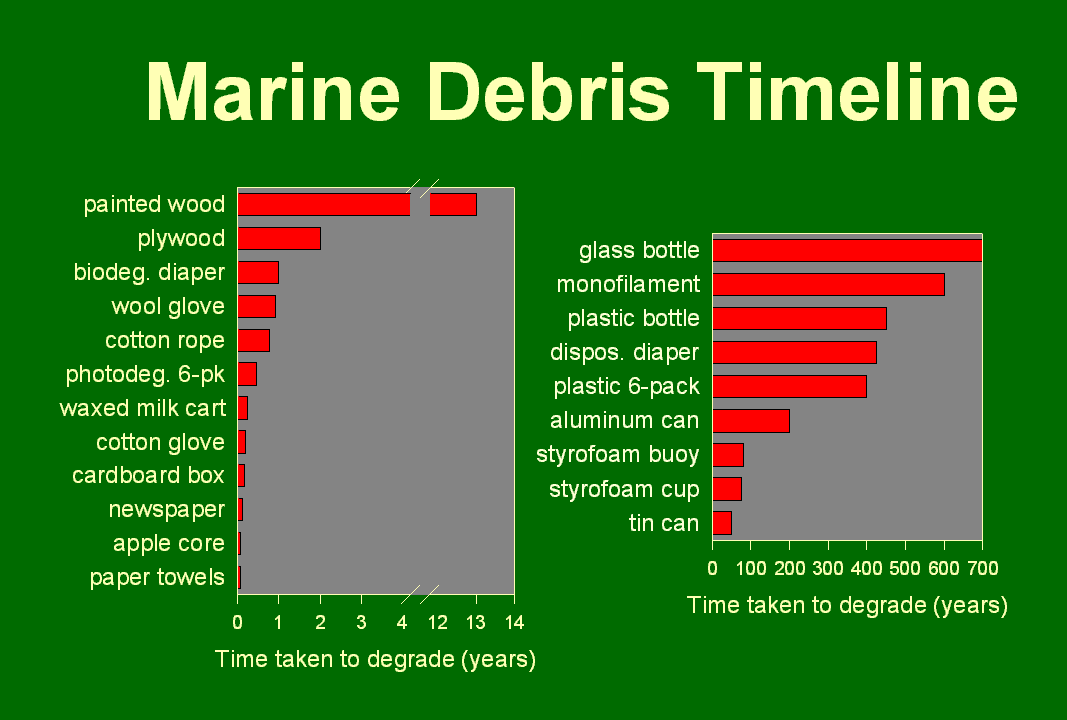 Marine Debris Timeline
painted wood
plywood
biodeg. diaper
wool glove
cotton rope
photodeg. 6-pk
waxed milk cart
cotton glove
cardboard box
newspaper
apple core
paper towels
0 1 2 3 4 12 13 14
Time taken to degrade (years)
glass bottle
monofilament
plastic bottle
dispos. diaper
plastic 6-pack
aluminum can
styrofoam buoy
styrofoam cup
tin can
0 100 200 300 400 500 600 700
Time taken to degrade (years)